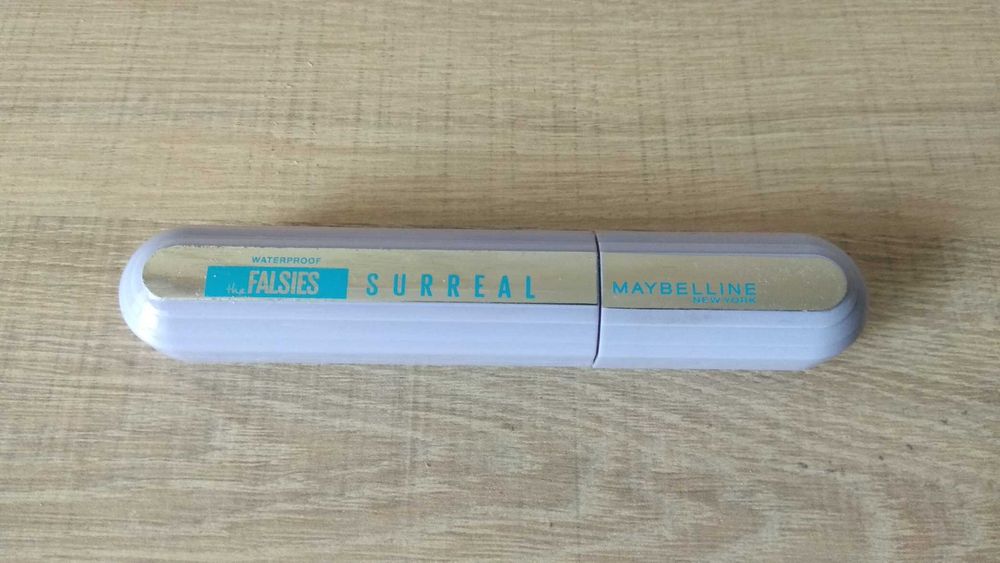 WATERPROOF
the FALSIES SURREAL
MAYBELLINE
NEW YORK